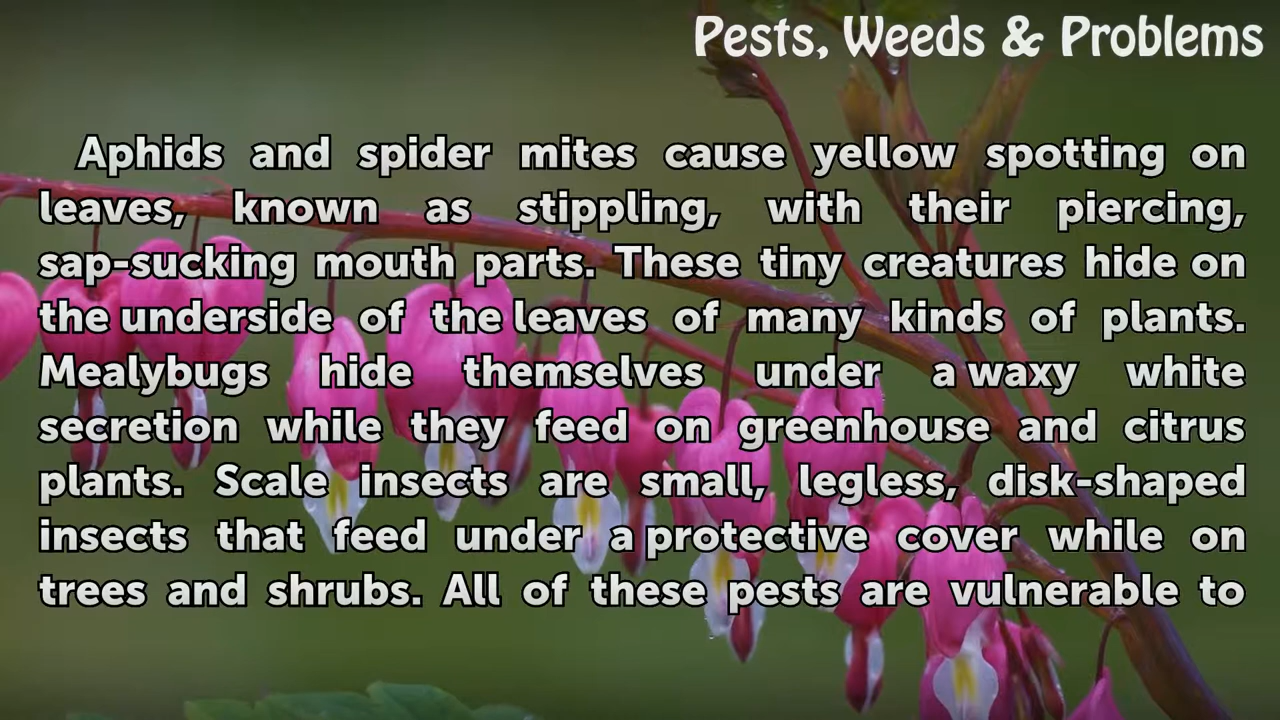 Pests, Weeds & Problems
Aphids and spider mites cause yellow spotting on
leaves, known as stippling, with their piercing,
sap-sucking mouth parts. These tiny creatures hide on
the underside of the leaves of many kinds of plants.
Mealybugs hide themselves under a waxy white
secretion while they feed on greenhouse and citrus
plants. Scale insects are small, legless, disk-shaped
insects that feed under a protective cover while on
trees and shrubs. All of these pests are vulnerable to